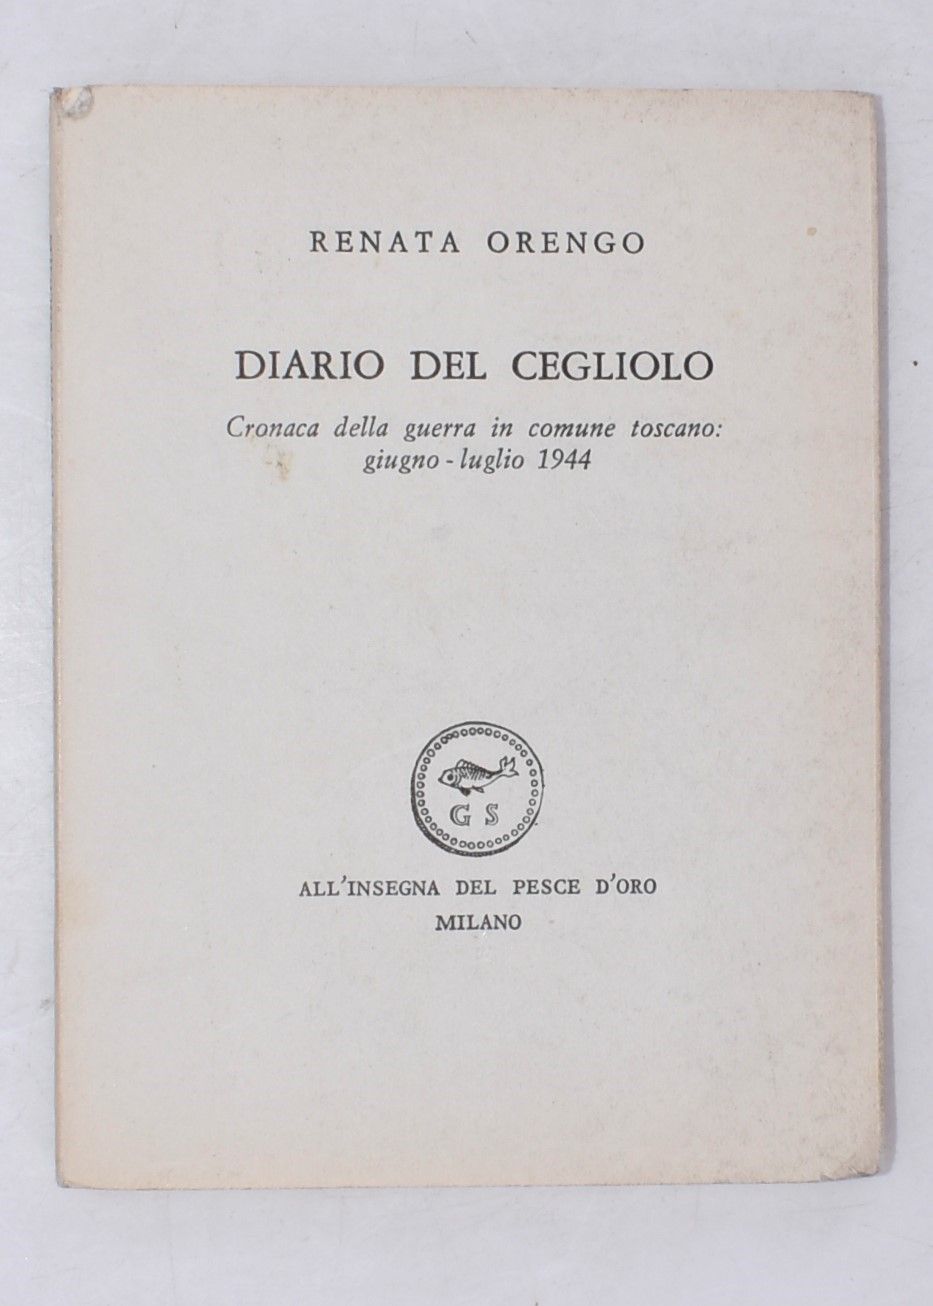 RENATA ORENGO
DIARIO DEL CEGLIOLO
Cronaca della guerra in comune toscano:
giugno - luglio 1944
G S
ALL'INSEGNA DEL PESCE D'ORO
MILANO